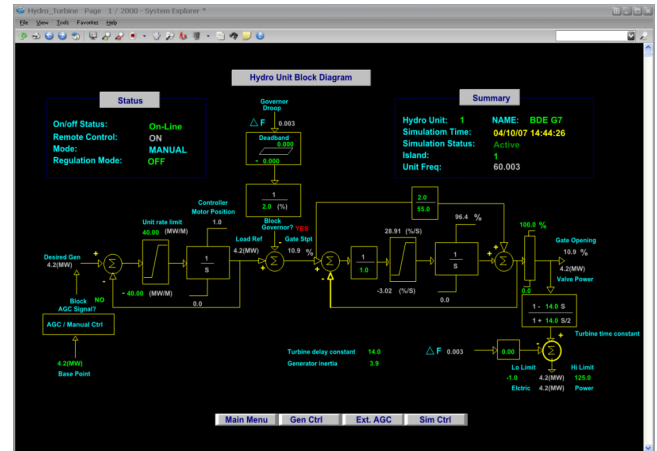 Hydro_Turbine Page 1 / 2000 - System Explorer *
File View Tools Favorites Help
Hydro Unit Block Diagram
Status
On/off Status: On-Line
Remote Control: ON
Mode: MANUAL
Regulation Mode: OFF
Summary
Hydro Unit: 1 NAME: BDE G7
Simulation Time: 04/10/07 14:44:26
Simulation Status: Active
Island: 1
Unit Freq: 60.003
Governor
Droop
△ F 0.003
Deadband
0.000
- 0.000
1
2.0 (%)
Block
Governor? YES
Controller
Motor Position
1.0
Unit rate limit
40.00 (MW/M)
- 40.00 (MW/M)
1
S
0.0
Load Ref
4.2(MW)
Gate Stpt
10.9 %
Desired Gen
4.2(MW)
+
-
Σ
Block NO
AGC Signal?
AGC / Manual Ctrl
4.2(MW)
Base Point
+
-
Σ
+
-
Σ
1
1.0
28.91 (%/S)
-3.02 (%/S)
2.0
55.0
96.4 %
1
S
0.0
+
+
Σ
100.0 %
0.0
Gate Opening
10.9 %
4.2(MW)
Valve Power
1 - 14.0 S
1 + 14.0 S/2
Turbine time constant
Turbine delay constant 14.0
Generator inertia 3.9
△ F 0.003
0.00
-
+
Σ
Lo Limit Hi Limit
-1.0 4.2(MW) 125.0
Elctric 4.2(MW) Power
Main Menu Gen Ctrl Ext. AGC Sim Ctrl